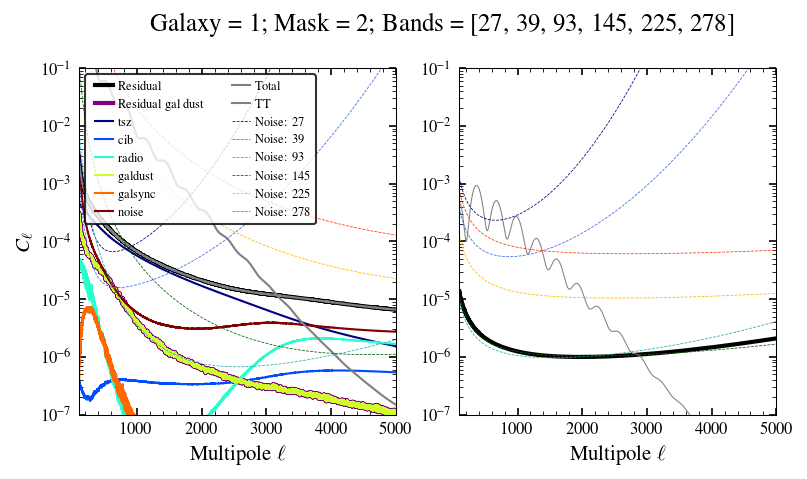 Galaxy = 1; Mask = 2; Bands = [27, 39, 93, 145, 225, 278]
10⁻¹
10⁻²
10⁻³
10⁻⁴
10⁻⁵
10⁻⁶
10⁻⁷
C_ℓ
Residual
Residual gal dust
tsz
cib
radio
galdust
galsync
noise
Total
TT
Noise: 27
Noise: 39
Noise: 93
Noise: 145
Noise: 225
Noise: 278
1000 2000 3000 4000 5000
Multipole ℓ
10⁻¹
10⁻²
10⁻³
10⁻⁴
10⁻⁵
10⁻⁶
10⁻⁷
1000 2000 3000 4000 5000
Multipole ℓ